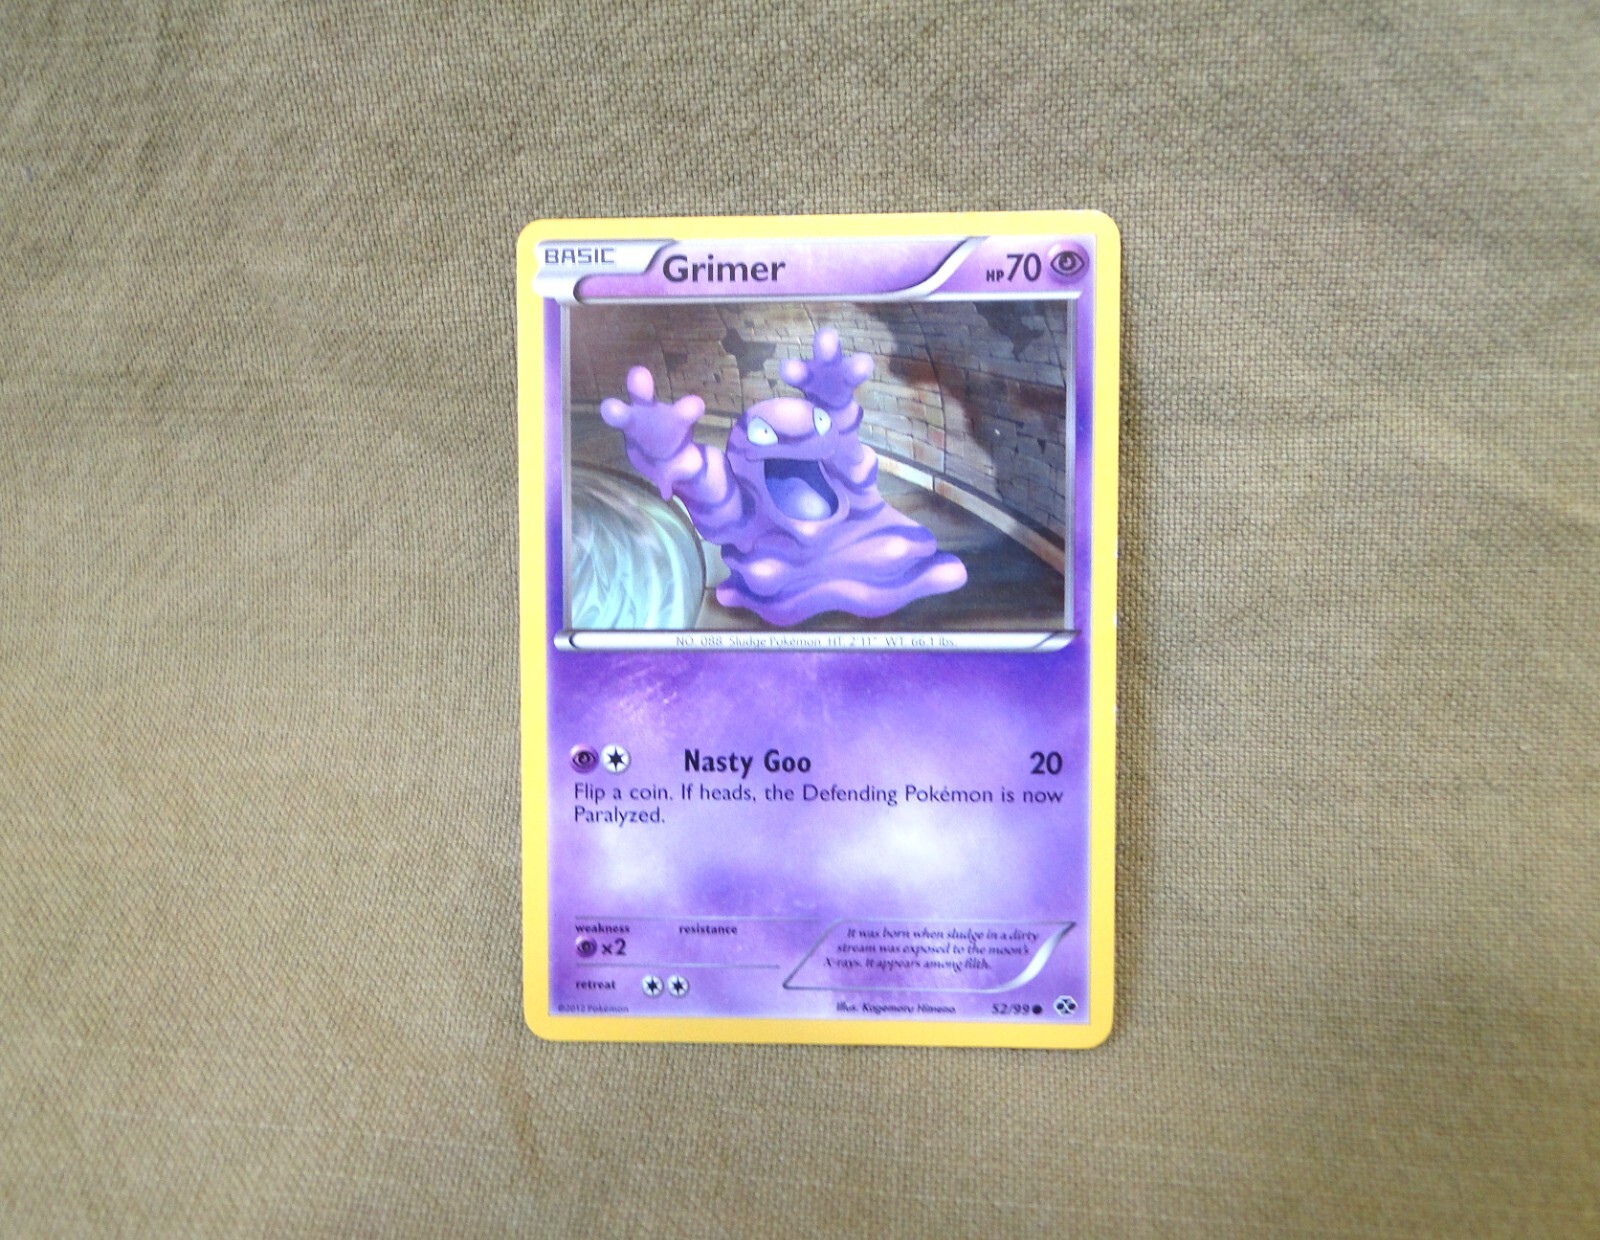 BASIC Grimer HP 70
NO. 088 Sludge Pokémon HT. 2'11" WT. 66.1 lbs.
Nasty Goo 20
Flip a coin. If heads, the Defending Pokémon is now
Paralyzed.
weakness resistance
×2
It was born when sludge in a dirty
stream was exposed to the moon's
X-rays. It appears among filth.
retreat
©2012 Pokémon Illus. Kagemaru Himeno 52/99